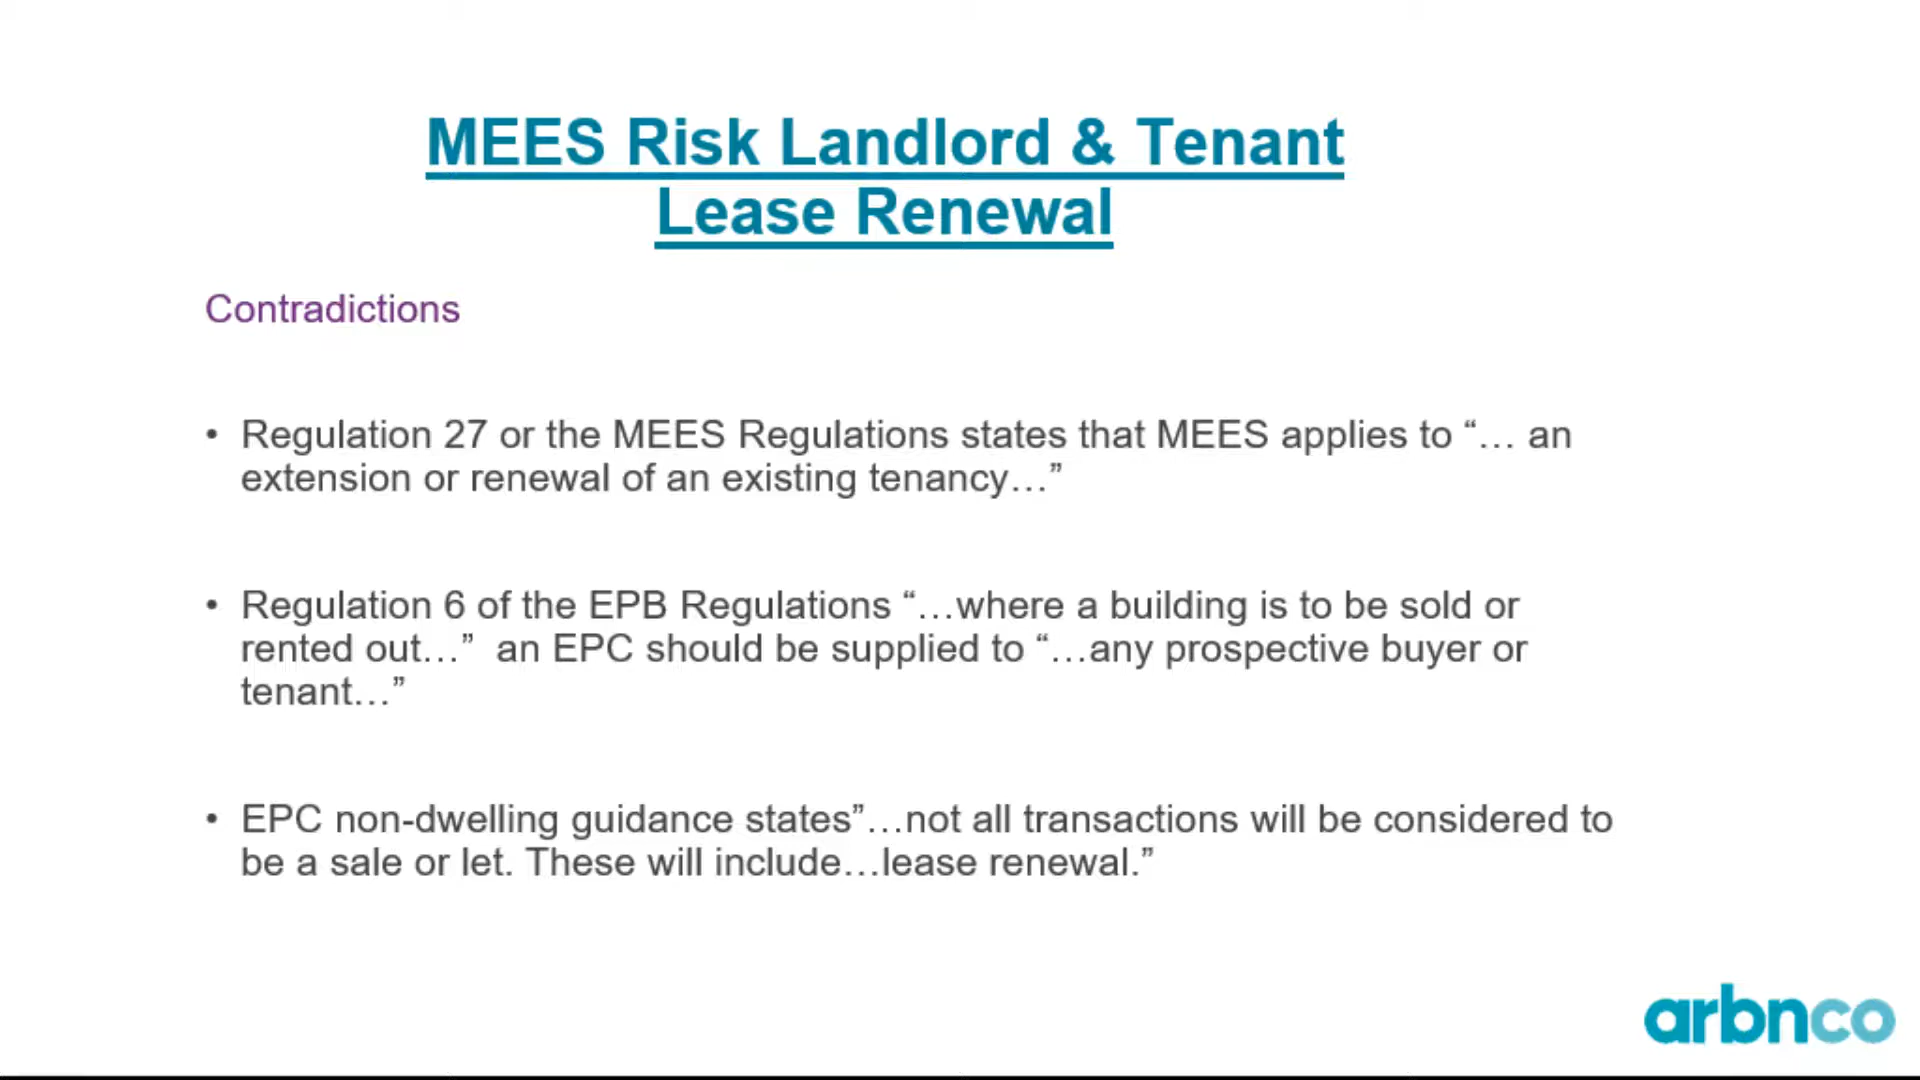 MEES Risk Landlord & Tenant
Lease Renewal
Contradictions
• Regulation 27 or the MEES Regulations states that MEES applies to “… an
extension or renewal of an existing tenancy…”
• Regulation 6 of the EPB Regulations “…where a building is to be sold or
rented out…”  an EPC should be supplied to “…any prospective buyer or
tenant…”
• EPC non-dwelling guidance states”…not all transactions will be considered to
be a sale or let. These will include…lease renewal.”
arbnco